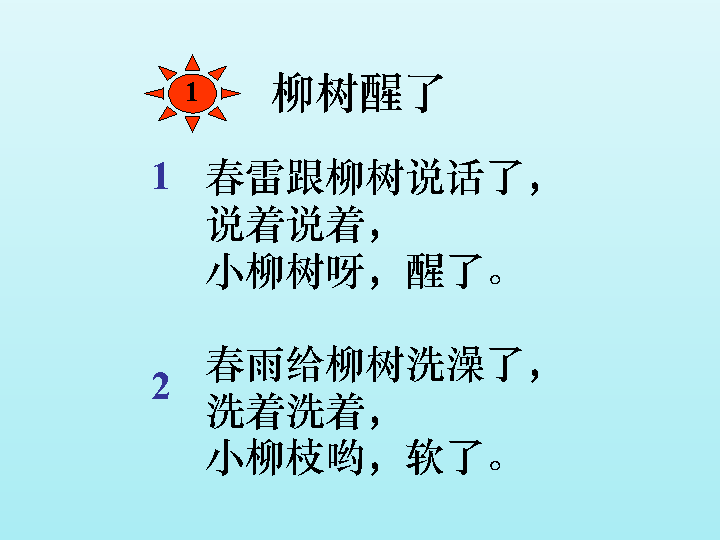 1 柳树醒了
1 春雷跟柳树说话了，
说着说着，
小柳树呀，醒了。
2 春雨给柳树洗澡了，
洗着洗着，
小柳枝哟，软了。